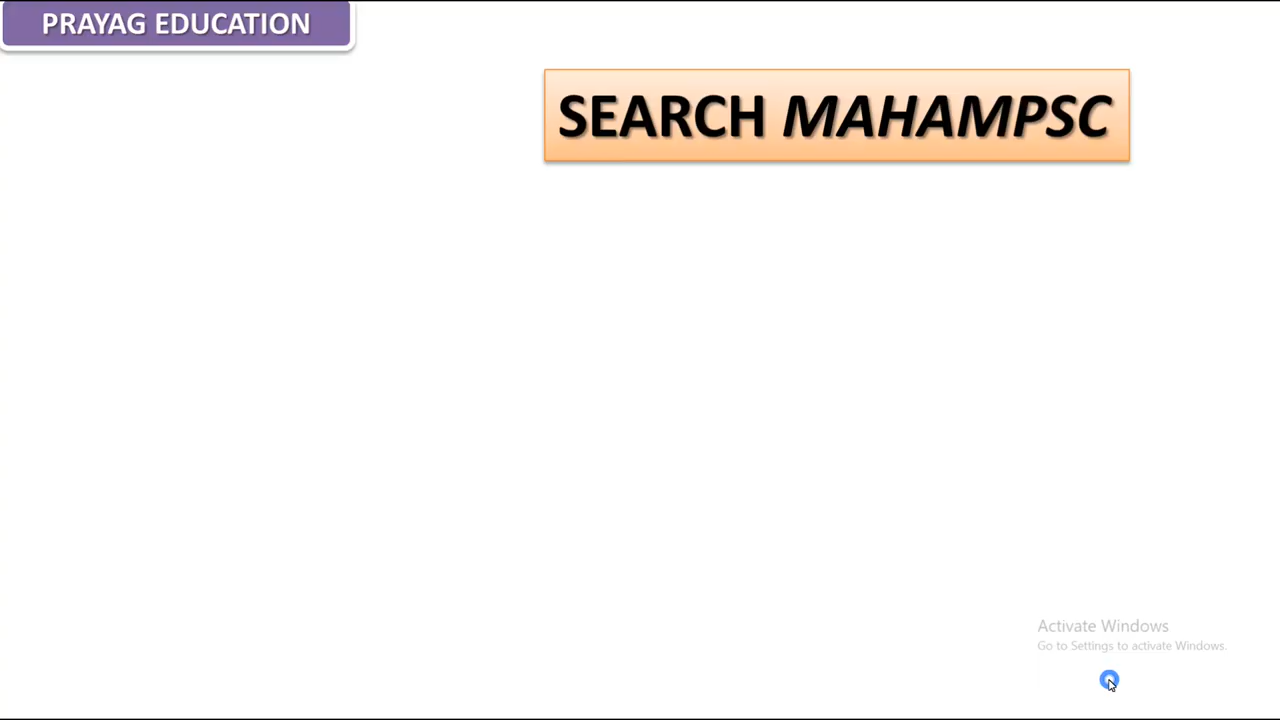 PRAYAG EDUCATION
SEARCH MAHAMPSC
Activate Windows
Go to Settings to activate Windows.